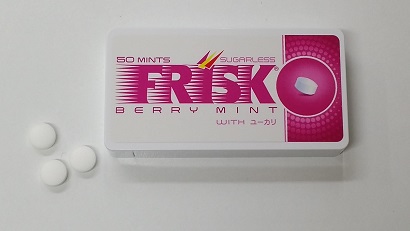 50 MINTS SUGARLESS
FRISK®
BERRY MINT
WITH ユーカリ